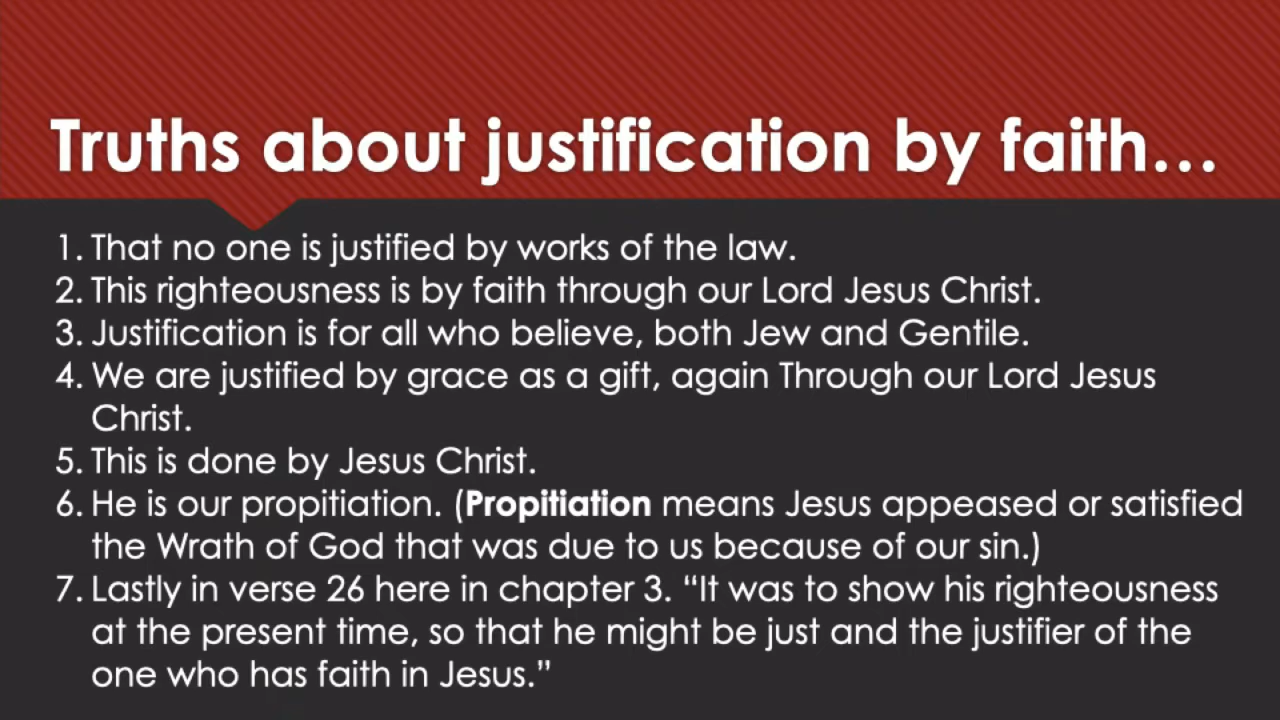 Truths about justification by faith…
1. That no one is justified by works of the law.
2. This righteousness is by faith through our Lord Jesus Christ.
3. Justification is for all who believe, both Jew and Gentile.
4. We are justified by grace as a gift, again Through our Lord Jesus
Christ.
5. This is done by Jesus Christ.
6. He is our propitiation. (Propitiation means Jesus appeased or satisfied
the Wrath of God that was due to us because of our sin.)
7. Lastly in verse 26 here in chapter 3. “It was to show his righteousness
at the present time, so that he might be just and the justifier of the
one who has faith in Jesus.”